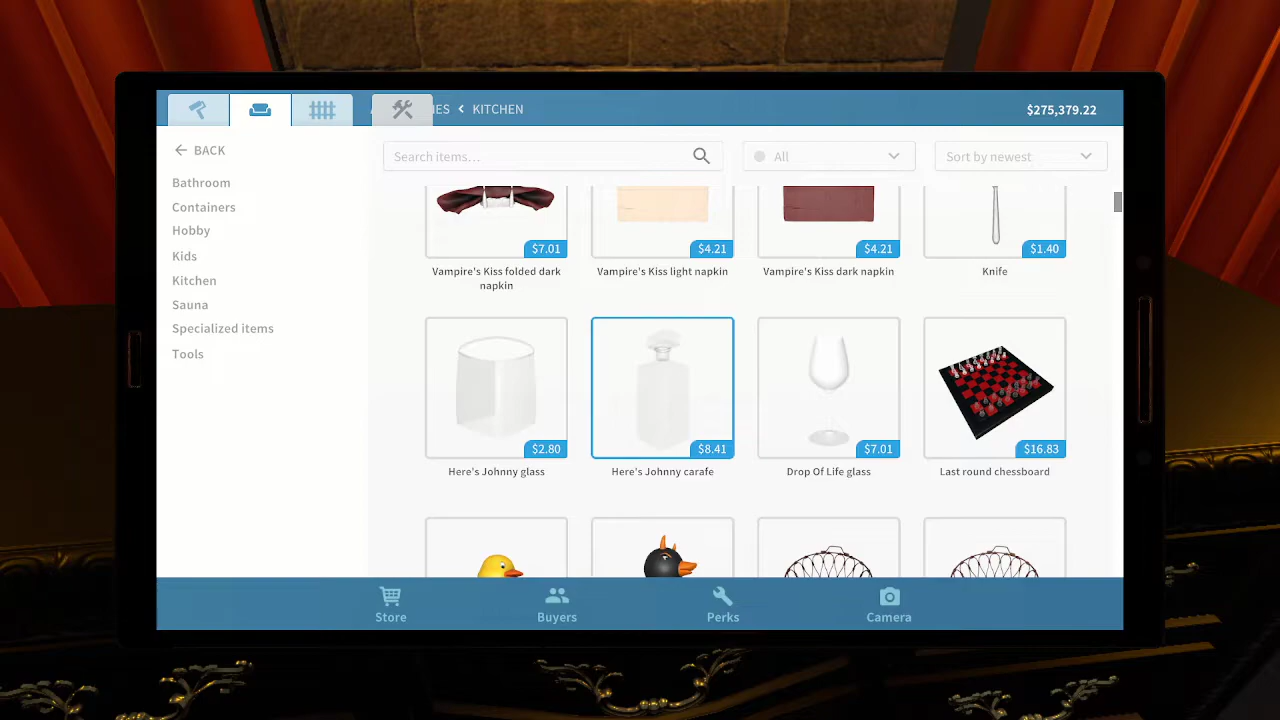 ES < KITCHEN
$275,379.22
BACK
Search items...
All
Sort by newest
Bathroom
Containers
Hobby
Kids
Kitchen
Sauna
Specialized items
Tools
$7.01
$4.21
$4.21
$1.40
Vampire's Kiss folded dark
napkin
Vampire's Kiss light napkin
Vampire's Kiss dark napkin
Knife
$2.80
$8.41
$7.01
$16.83
Here's Johnny glass
Here's Johnny carafe
Drop Of Life glass
Last round chessboard
Store
Buyers
Perks
Camera